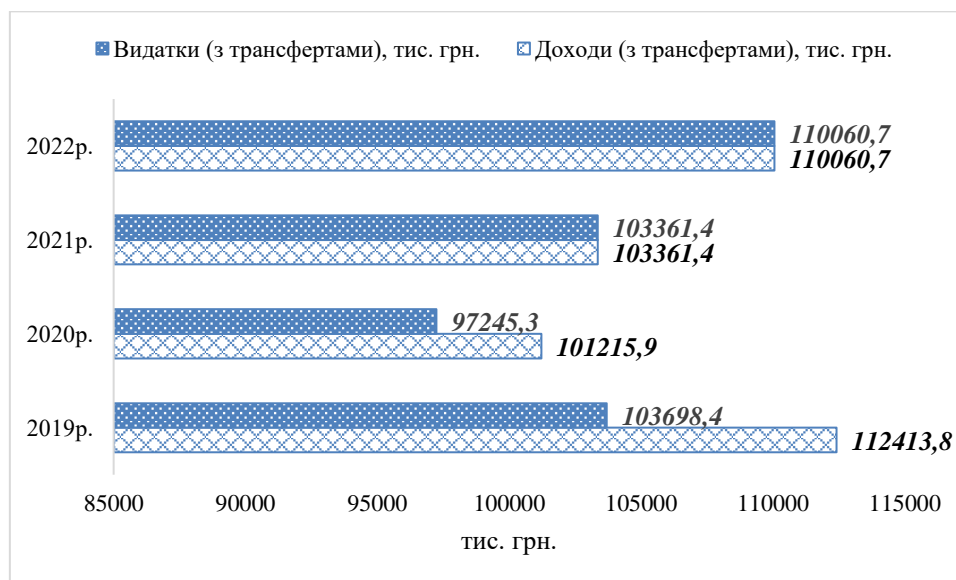 Видатки (з трансфертами), тис. грн. Доходи (з трансфертами), тис. грн.
2022р.
110060,7
110060,7
2021р.
103361,4
103361,4
2020р.
97245,3
101215,9
2019р.
103698,4
112413,8
85000 90000 95000 100000 105000 110000 115000
тис. грн.